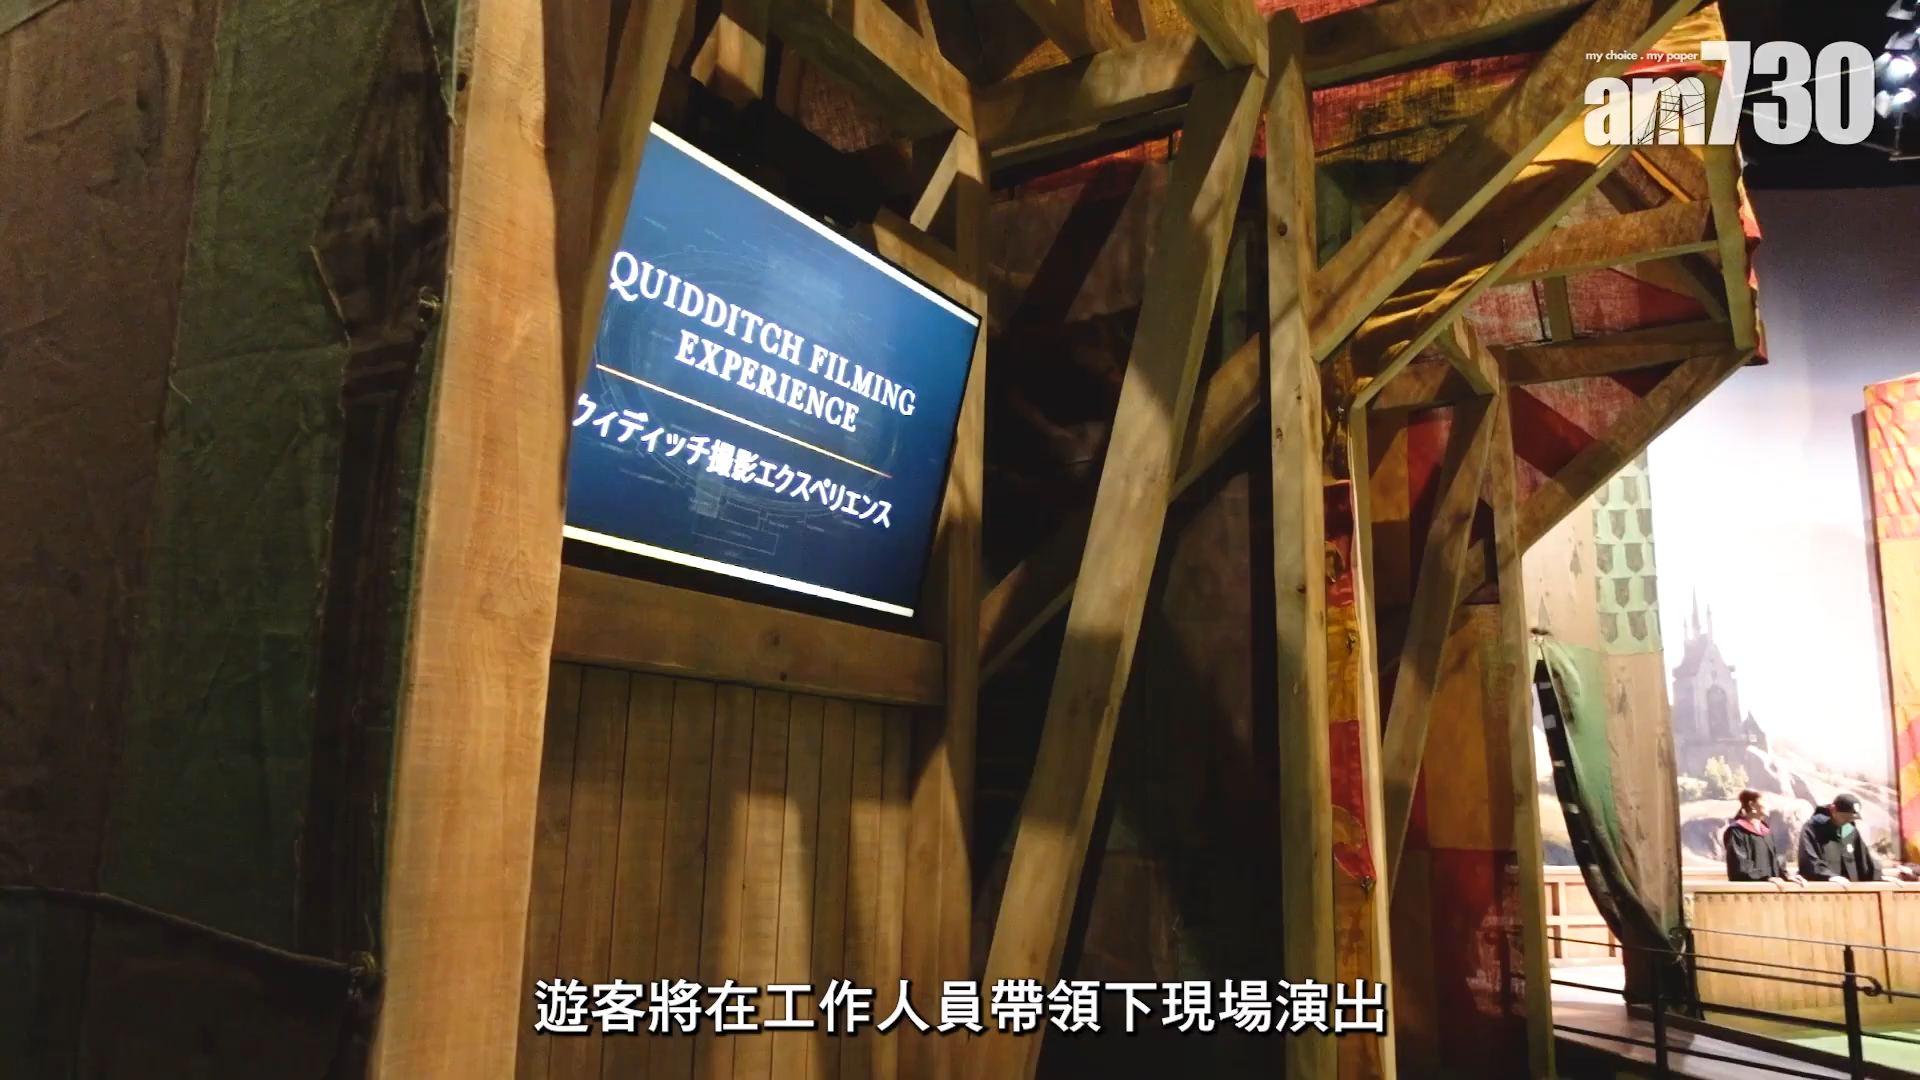 my choice . my paper
am730
QUIDDITCH FILMING
EXPERIENCE
クィディッチ撮影エクスペリエンス
遊客將在工作人員帶領下現場演出